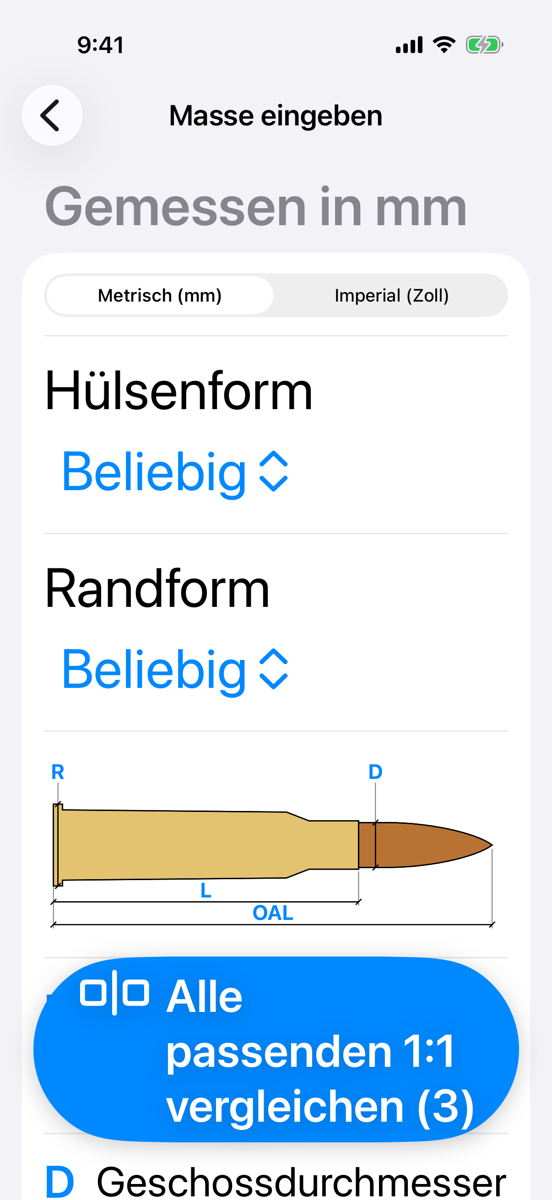 9:41
Masse eingeben
Gemessen in mm
Metrisch (mm)
Imperial (Zoll)
Hülsenform
Beliebig
Randform
Beliebig
R
D
L
OAL
Alle
passenden 1:1
vergleichen (3)
D Geschossdurchmesser